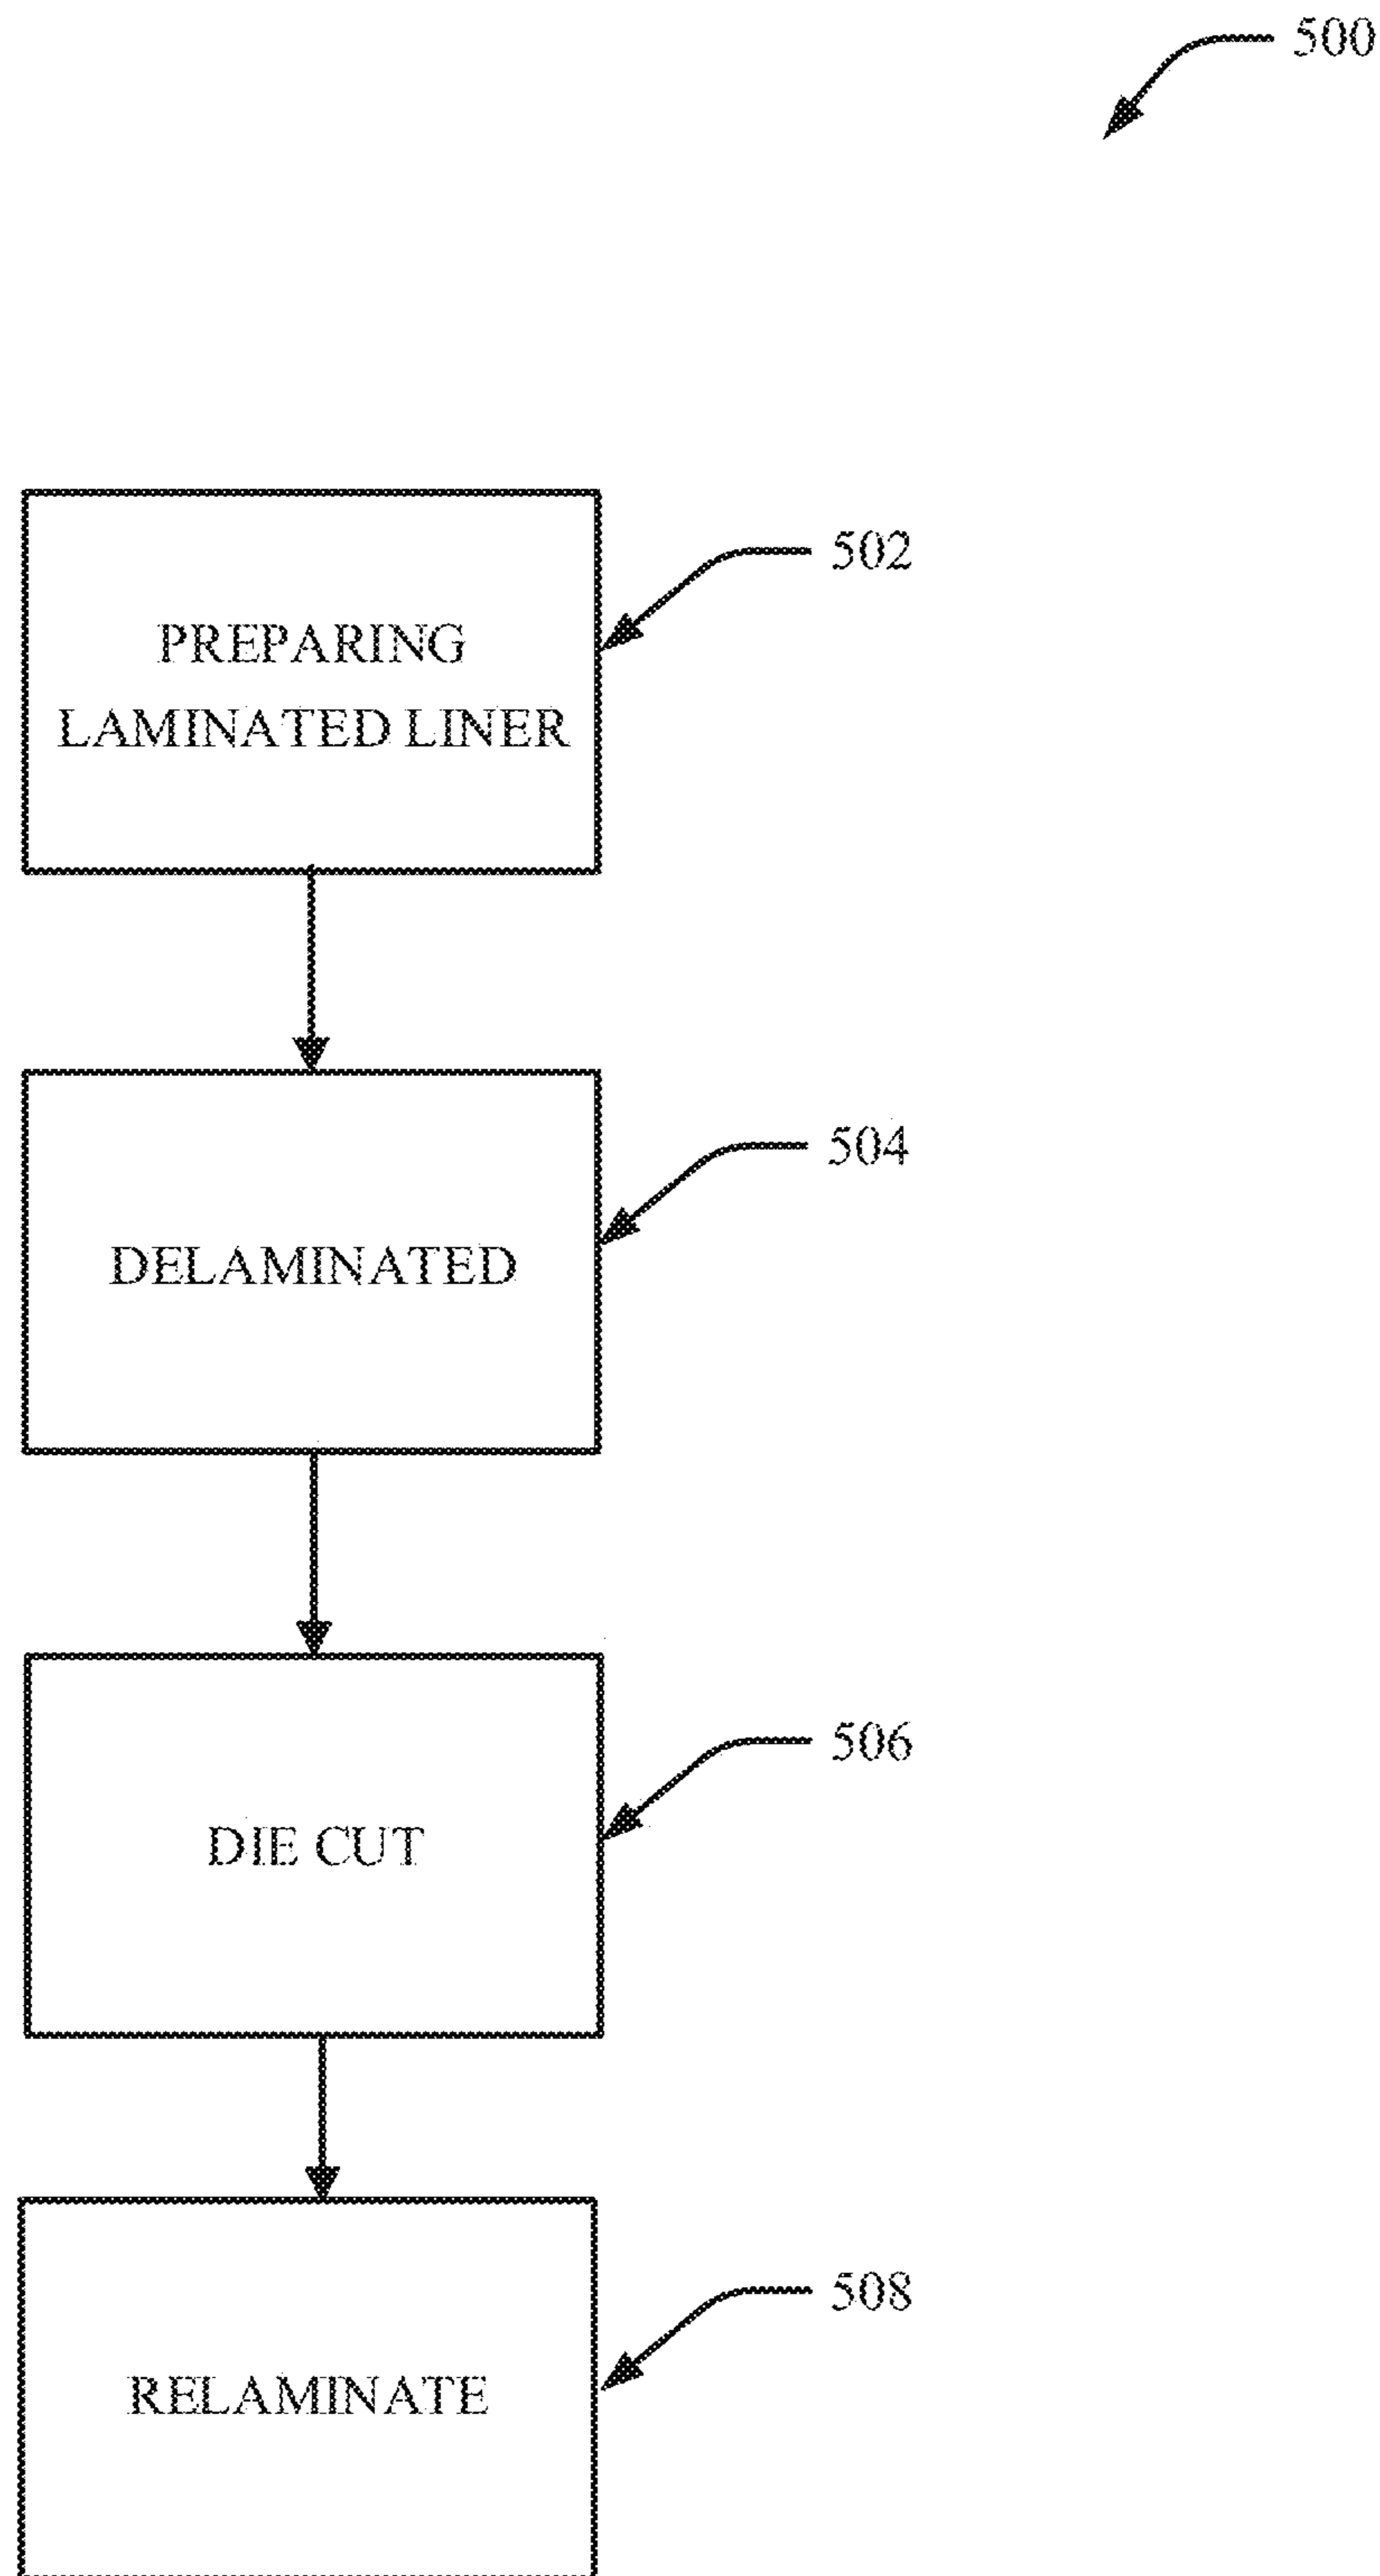 500
502
PREPARING
LAMINATED LINER
504
DELAMINATED
506
DIE CUT
508
RELAMINATE